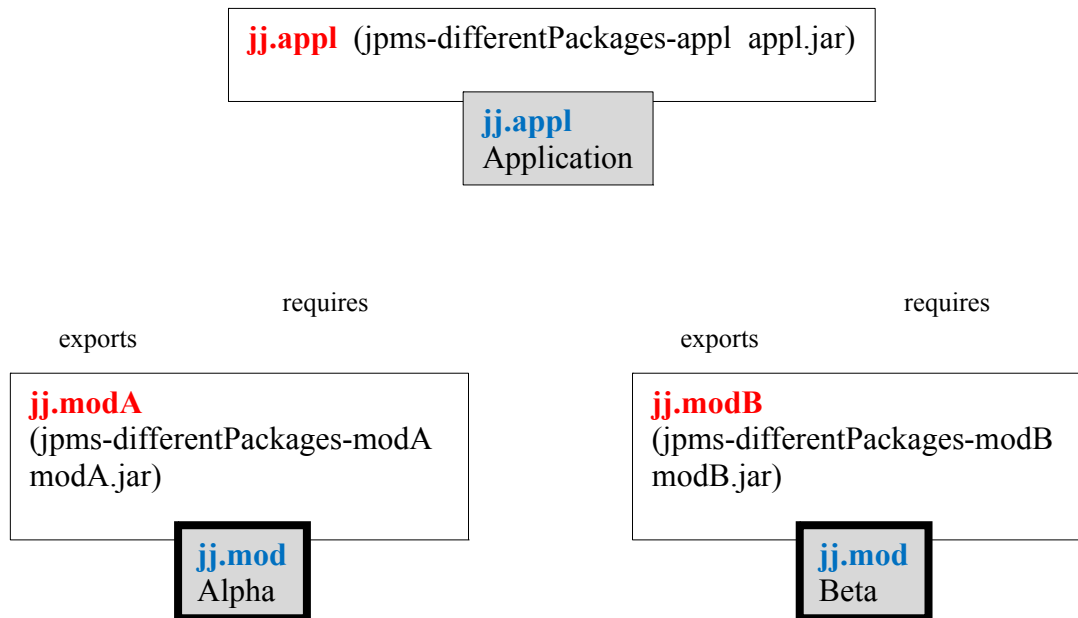 jj.appl (jpms-differentPackages-appl appl.jar)
jj.appl
Application
requires
exports
requires
exports
jj.modA
(jpms-differentPackages-modA
modA.jar)
jj.mod
Alpha
jj.modB
(jpms-differentPackages-modB
modB.jar)
jj.mod
Beta